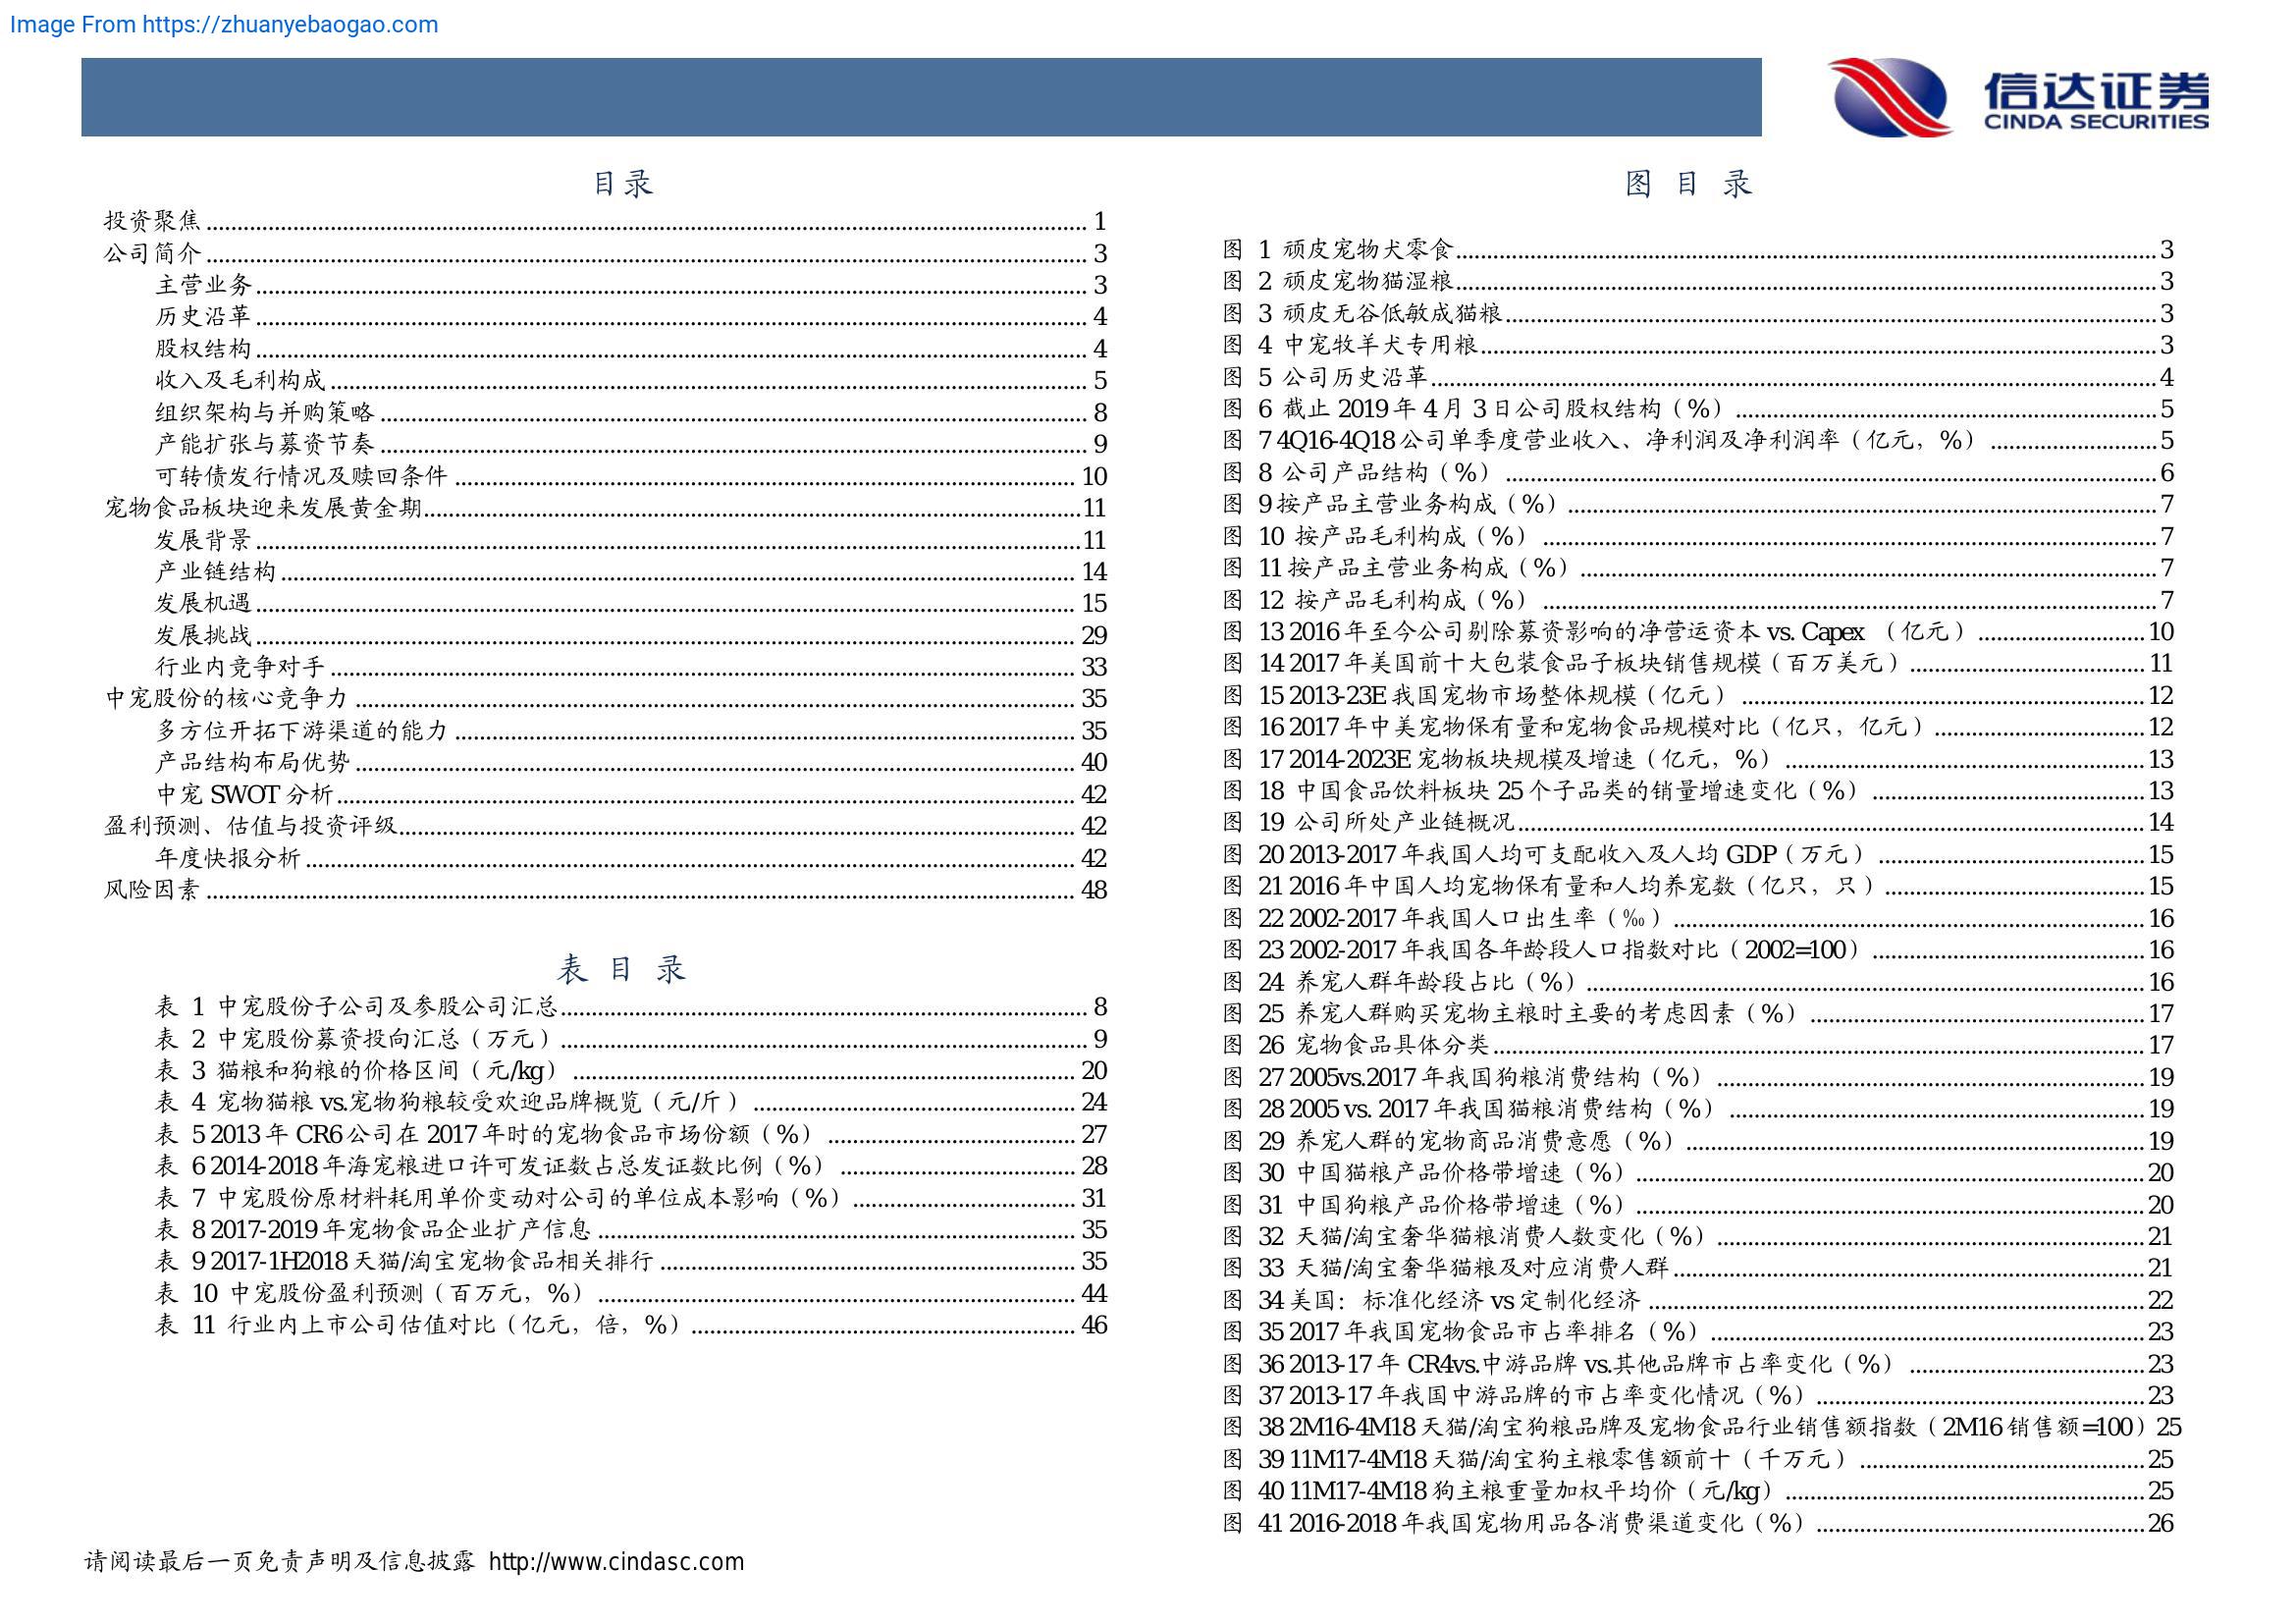 Image From https://zhuanyebaogao.com
信达证券
CINDA SECURITIES
目录
投资聚焦 1
公司简介 3
主营业务 3
历史沿革 4
股权结构 4
收入及毛利构成 5
组织架构与并购策略 8
产能扩张与募资节奏 9
可转债发行情况及赎回条件 10
宠物食品板块迎来发展黄金期 11
发展背景 11
产业链结构 14
发展机遇 15
发展挑战 29
行业内竞争对手 33
中宠股份的核心竞争力 35
多方位开拓下游渠道的能力 35
产品结构布局优势 40
中宠 SWOT 分析 42
盈利预测、估值与投资评级 42
年度快报分析 42
风险因素 48
表 目 录
表 1 中宠股份子公司及参股公司汇总 8
表 2 中宠股份募资投向汇总（万元） 9
表 3 猫粮和狗粮的价格区间（元/kg） 20
表 4 宠物猫粮 vs.宠物狗粮较受欢迎品牌概览（元/斤） 24
表 5 2013 年 CR6 公司在 2017 年时的宠物食品市场份额（%） 27
表 6 2014-2018 年海宠粮进口许可发证数占总发证数比例（%） 28
表 7 中宠股份原材料耗用单价变动对公司的单位成本影响（%） 31
表 8 2017-2019 年宠物食品企业扩产信息 35
表 9 2017-1H2018 天猫/淘宝宠物食品相关排行 35
表 10 中宠股份盈利预测（百万元，%） 44
表 11 行业内上市公司估值对比（亿元，倍，%） 46
图 目 录
图 1 顽皮宠物犬零食 3
图 2 顽皮宠物猫湿粮 3
图 3 顽皮无谷低敏成猫粮 3
图 4 中宠牧羊犬专用粮 3
图 5 公司历史沿革 4
图 6 截止 2019 年 4 月 3 日公司股权结构（%） 5
图 7 4Q16-4Q18 公司单季度营业收入、净利润及净利润率（亿元，%） 5
图 8 公司产品结构（%） 6
图 9 按产品主营业务构成（%） 7
图 10 按产品毛利构成（%） 7
图 11 按产品主营业务构成（%） 7
图 12 按产品毛利构成（%） 7
图 13 2016 年至今公司剔除募资影响的净营运资本 vs. Capex （亿元） 10
图 14 2017 年美国前十大包装食品子板块销售规模（百万美元） 11
图 15 2013-23E 我国宠物市场整体规模（亿元） 12
图 16 2017 年中美宠物保有量和宠物食品规模对比（亿只，亿元） 12
图 17 2014-2023E 宠物板块规模及增速（亿元，%） 13
图 18 中国食品饮料板块 25 个子品类的销量增速变化（%） 13
图 19 公司所处产业链概况 14
图 20 2013-2017 年我国人均可支配收入及人均 GDP（万元） 15
图 21 2016 年中国人均宠物保有量和人均养宠数（亿只，只） 15
图 22 2002-2017 年我国人口出生率（‰） 16
图 23 2002-2017 年我国各年龄段人口指数对比（2002=100） 16
图 24 养宠人群年龄段占比（%） 16
图 25 养宠人群购买宠物主粮时主要的考虑因素（%） 17
图 26 宠物食品具体分类 17
图 27 2005vs.2017 年我国狗粮消费结构（%） 19
图 28 2005 vs. 2017 年我国猫粮消费结构（%） 19
图 29 养宠人群的宠物商品消费意愿（%） 19
图 30 中国猫粮产品价格带增速（%） 20
图 31 中国狗粮产品价格带增速（%） 20
图 32 天猫/淘宝奢华猫粮消费人数变化（%） 21
图 33 天猫/淘宝奢华猫粮及对应消费人群 21
图 34 美国：标准化经济 vs 定制化经济 22
图 35 2017 年我国宠物食品市占率排名（%） 23
图 36 2013-17 年 CR4vs.中游品牌 vs.其他品牌市占率变化（%） 23
图 37 2013-17 年我国中游品牌的市占率变化情况（%） 23
图 38 2M16-4M18 天猫/淘宝狗粮品牌及宠物食品行业销售额指数（2M16 销售额=100）25
图 39 11M17-4M18 天猫/淘宝狗主粮零售额前十（千万元） 25
图 40 11M17-4M18 狗主粮重量加权平均价（元/kg） 25
图 41 2016-2018 年我国宠物用品各消费渠道变化（%） 26
请阅读最后一页免责声明及信息披露 http://www.cindasc.com